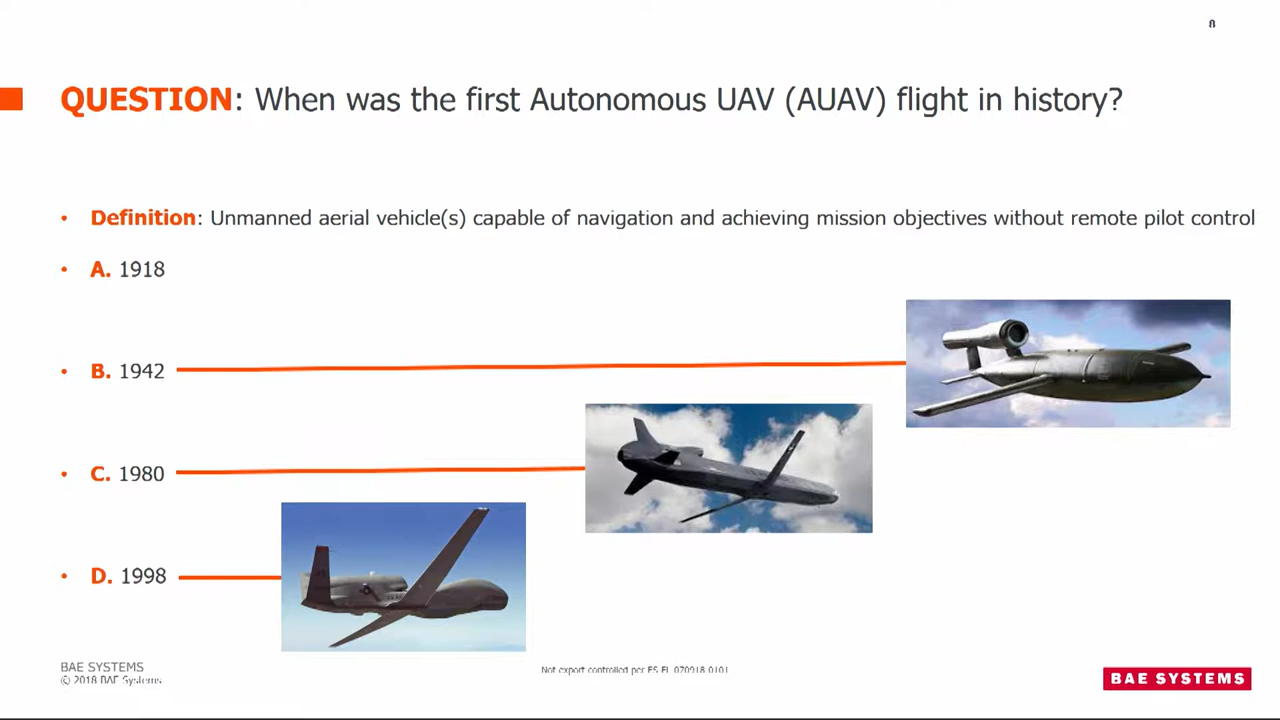 8
QUESTION: When was the first Autonomous UAV (AUAV) flight in history?
• Definition: Unmanned aerial vehicle(s) capable of navigation and achieving mission objectives without remote pilot control
• A. 1918
• B. 1942
• C. 1980
• D. 1998
BAE SYSTEMS
© 2018 BAE Systems
Not export controlled per ES-FL-070918-0101
BAE SYSTEMS